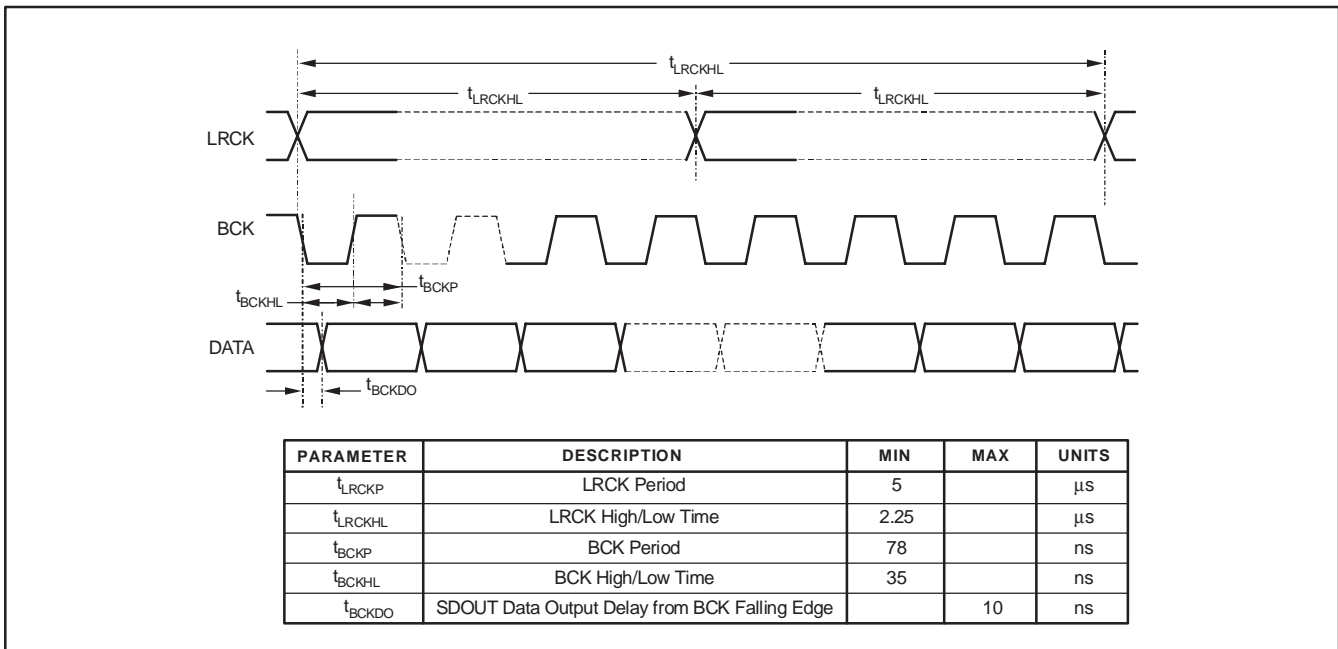 tLRCKHL
tLRCKHL tLRCKHL
LRCK
BCK
tBCKP
tBCKHL
DATA
tBCKDO
PARAMETER DESCRIPTION MIN MAX UNITS
tLRCKP LRCK Period 5 μs
tLRCKHL LRCK High/Low Time 2.25 μs
tBCKP BCK Period 78 ns
tBCKHL BCK High/Low Time 35 ns
tBCKDO SDOUT Data Output Delay from BCK Falling Edge 10 ns